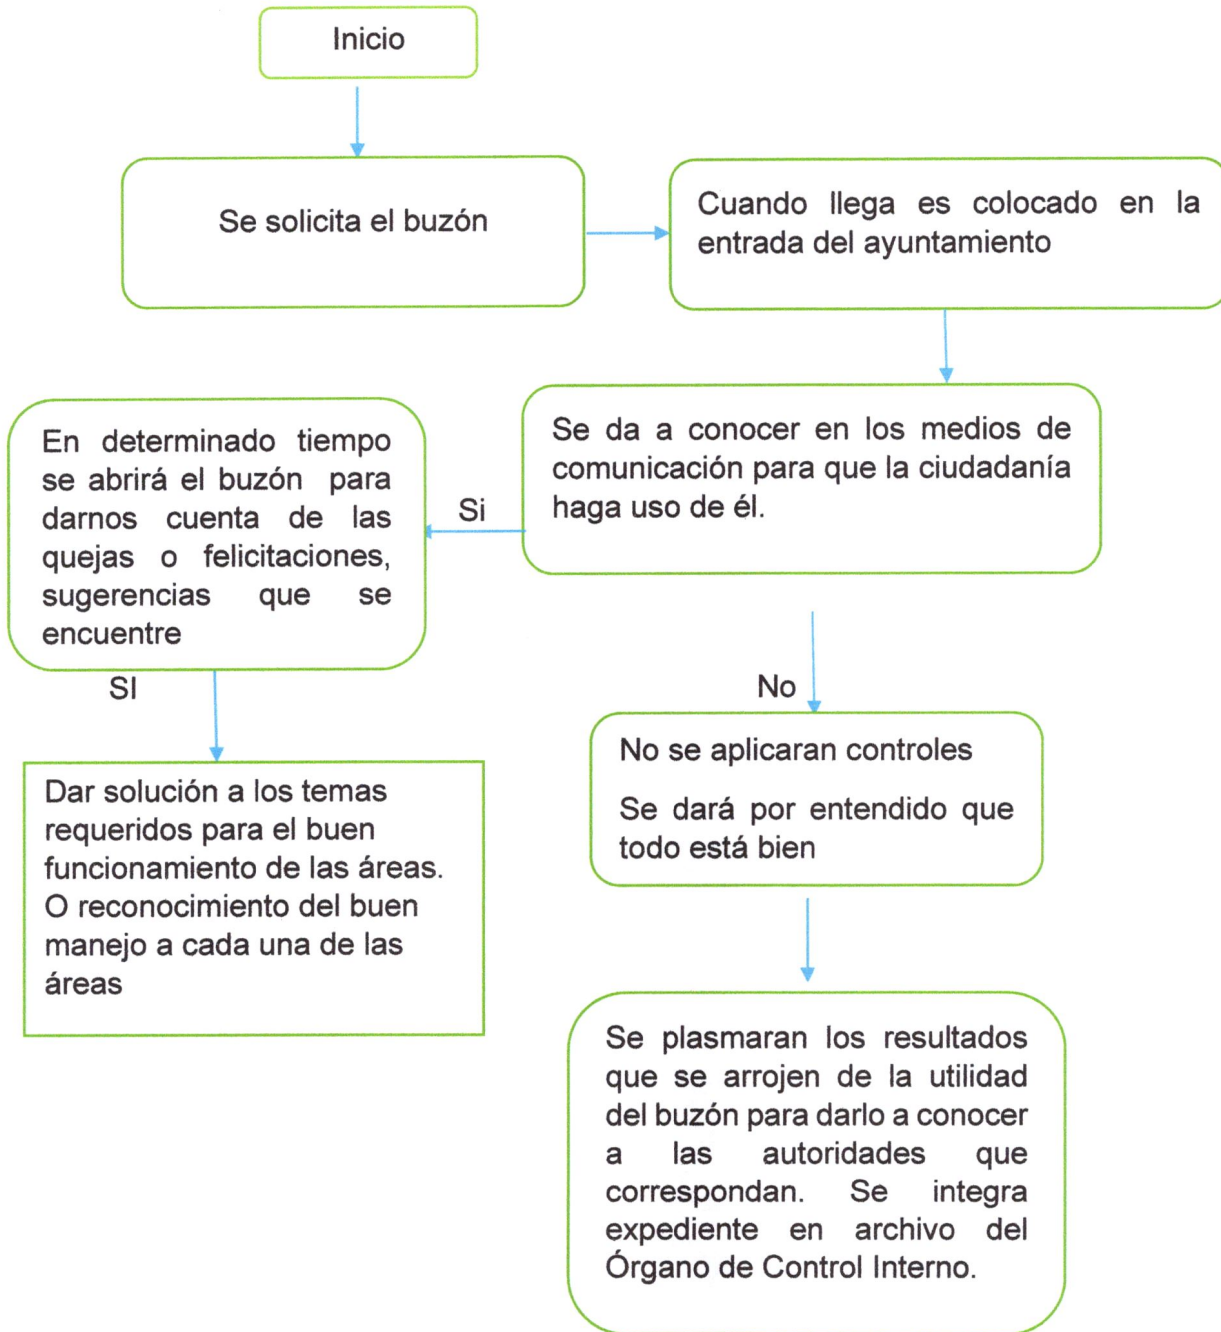 Inicio
Se solicita el buzón
Cuando llega es colocado en la
entrada del ayuntamiento
Se da a conocer en los medios de
comunicación para que la ciudadanía
haga uso de él.
Si
En determinado tiempo
se abrirá el buzón para
darnos cuenta de las
quejas o felicitaciones,
sugerencias que se
encuentre
SI
Dar solución a los temas
requeridos para el buen
funcionamiento de las áreas.
O reconocimiento del buen
manejo a cada una de las
áreas
No
No se aplicaran controles
Se dará por entendido que
todo está bien
Se plasmaran los resultados
que se arrojen de la utilidad
del buzón para darlo a conocer
a las autoridades que
correspondan. Se integra
expediente en archivo del
Órgano de Control Interno.